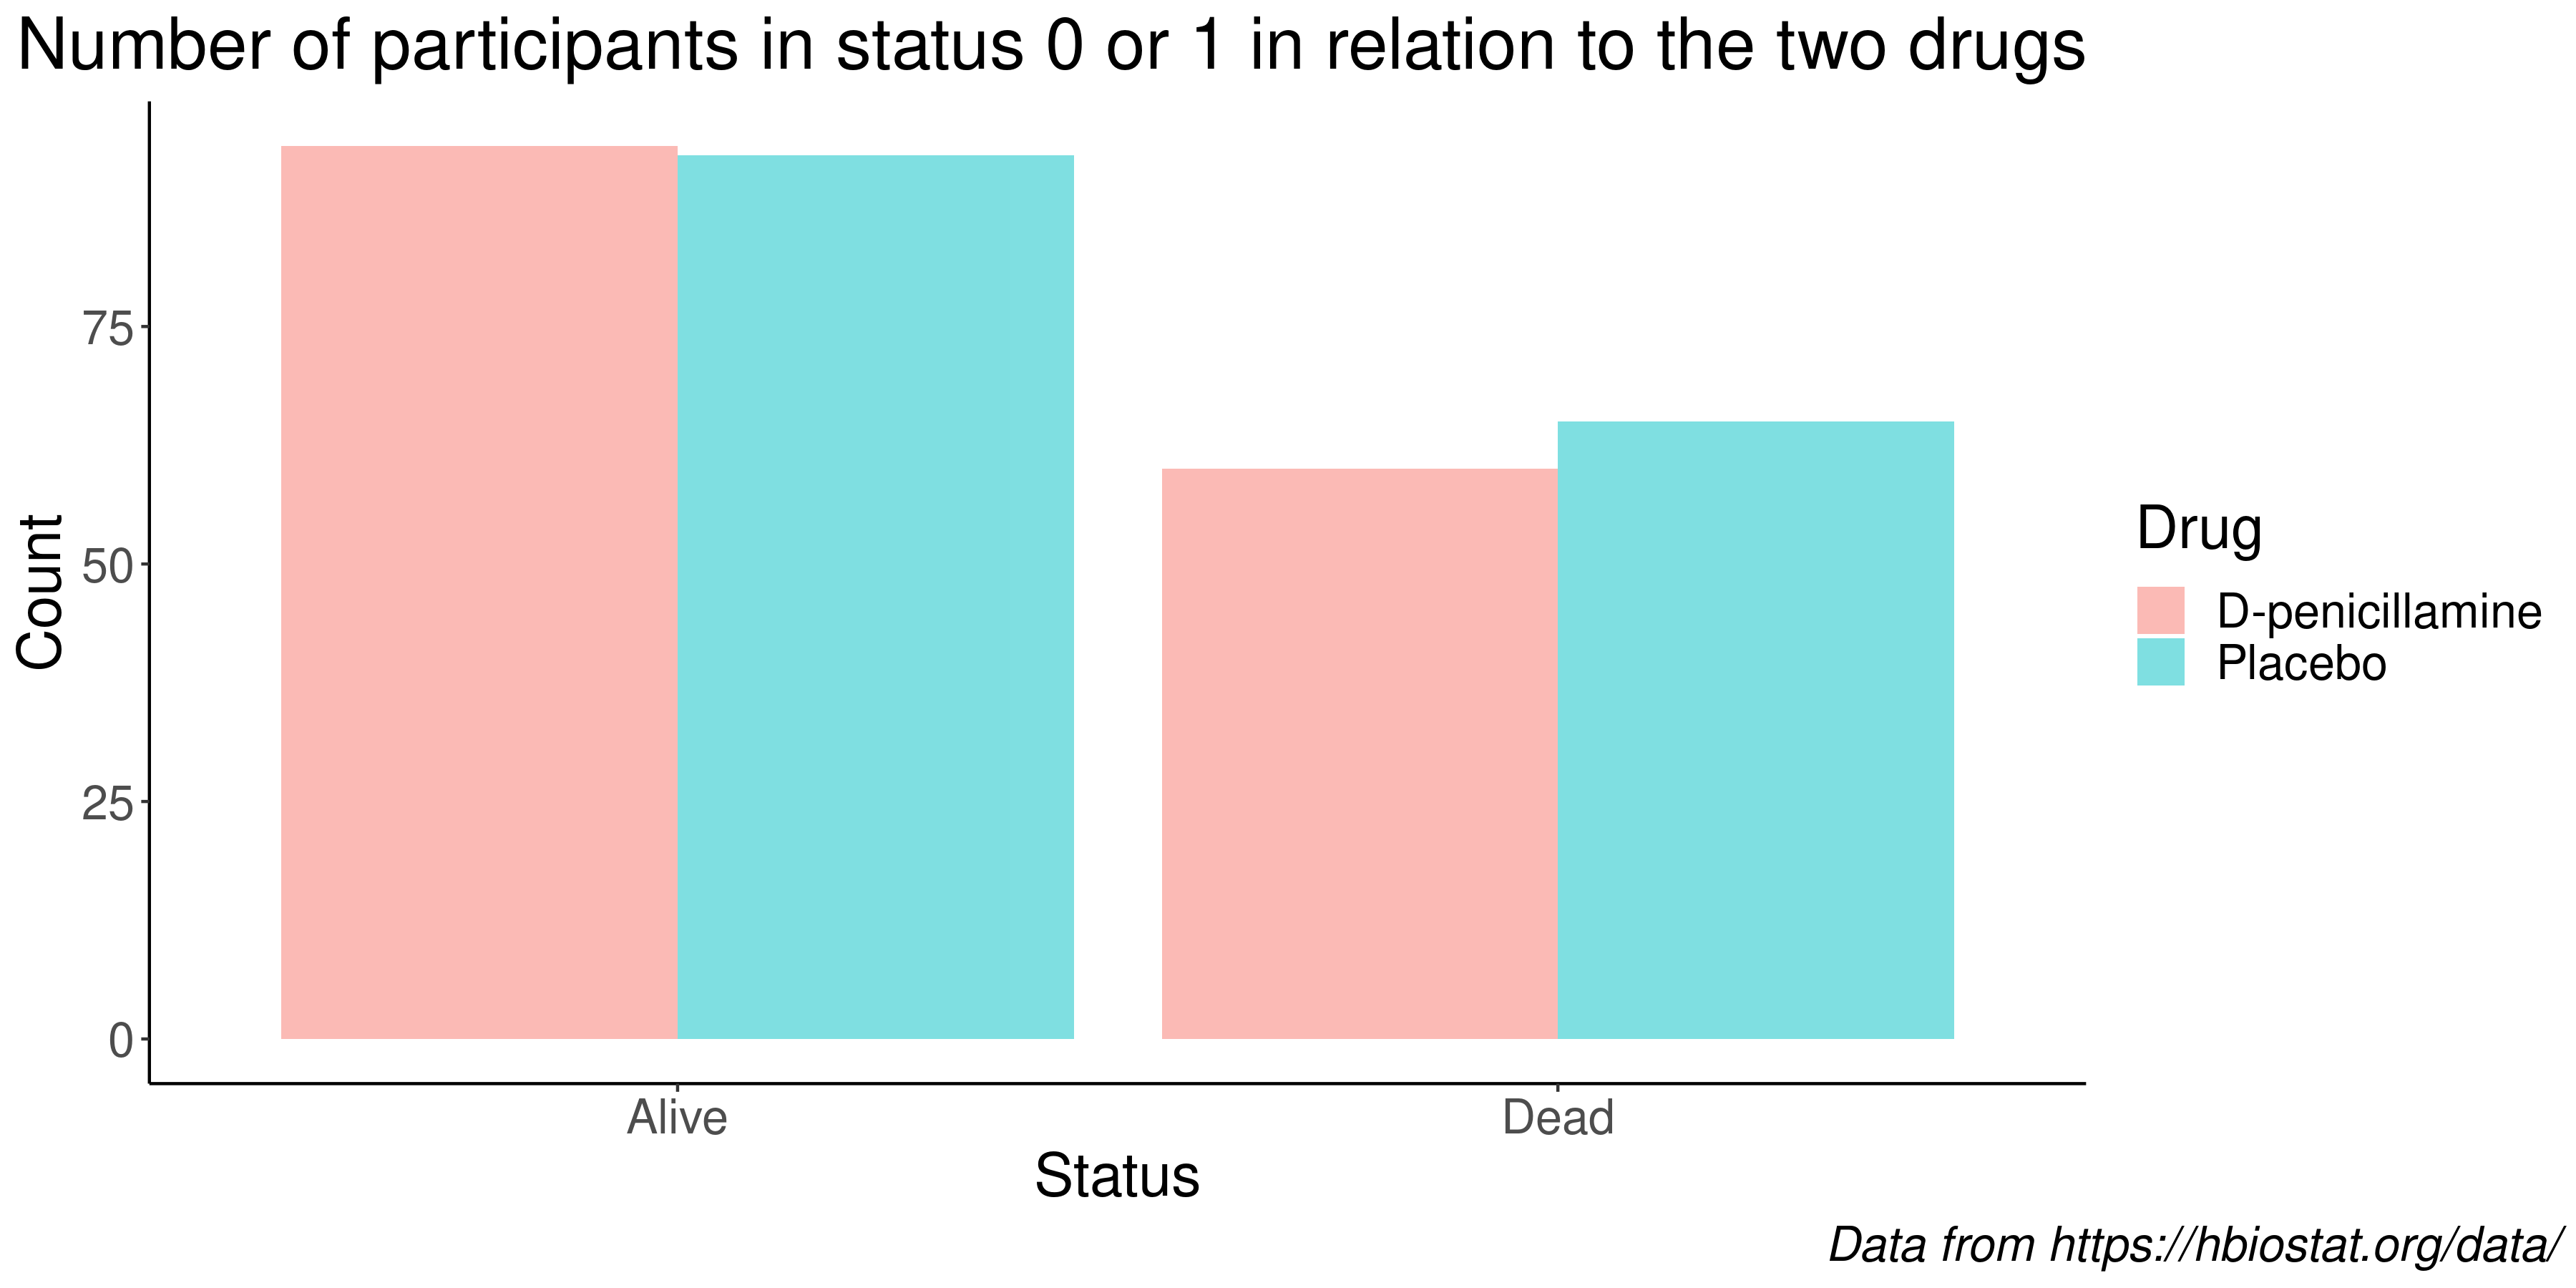 Number of participants in status 0 or 1 in relation to the two drugs
Count
75
50
25
0
Alive
Dead
Status
Drug
D-penicillamine
Placebo
Data from https://hbiostat.org/data/